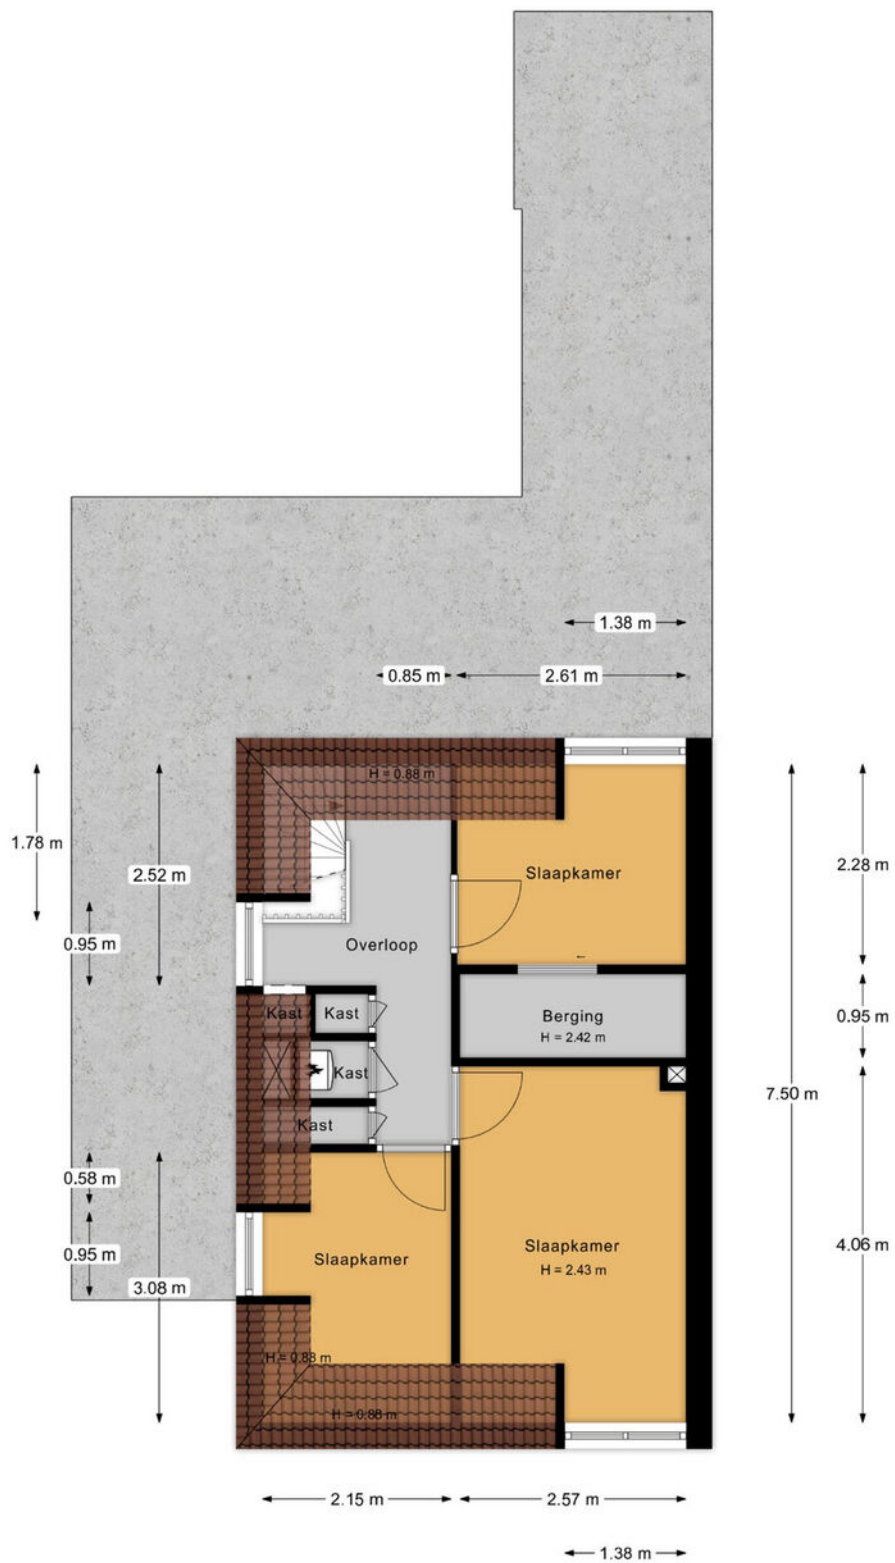 1.38 m
0.85 m
2.61 m
H = 0.88 m
1.78 m
2.52 m
Slaapkamer
2.28 m
0.95 m
Overloop
Kast
Kast
Berging
H = 2.42 m
0.95 m
Kast
7.50 m
Kast
0.58 m
Slaapkamer
H = 2.43 m
4.06 m
0.95 m
Slaapkamer
3.08 m
H = 0.88 m
H = 0.88 m
2.15 m
2.57 m
1.38 m